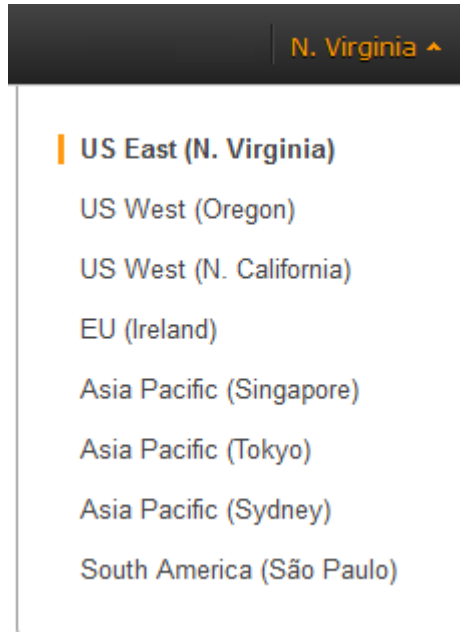 N. Virginia
US East (N. Virginia)
US West (Oregon)
US West (N. California)
EU (Ireland)
Asia Pacific (Singapore)
Asia Pacific (Tokyo)
Asia Pacific (Sydney)
South America (São Paulo)